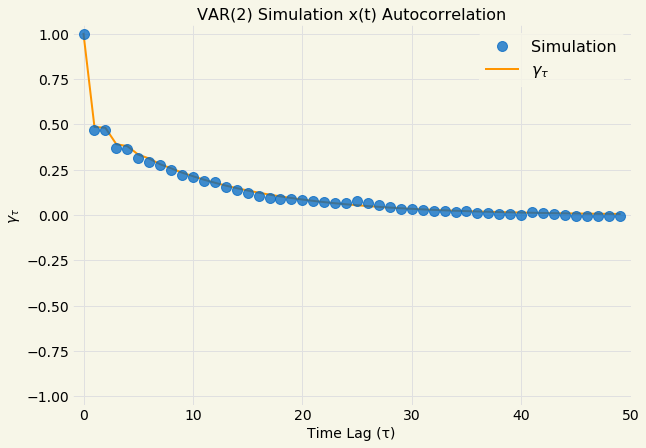 VAR(2) Simulation x(t) Autocorrelation
Simulation
γτ
γτ
1.00
0.75
0.50
0.25
0.00
−0.25
−0.50
−0.75
−1.00
0 10 20 30 40 50
Time Lag (τ)